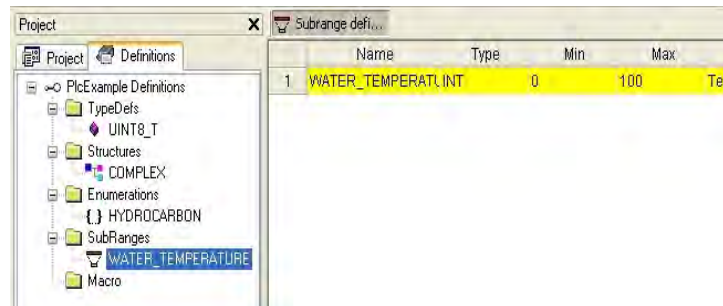 Project X
Project Definitions
PlcExample Definitions
TypeDefs
UINT8_T
Structures
COMPLEX
Enumerations
{.} HYDROCARBON
SubRanges
WATER_TEMPERATURE
Macro
Subrange defi...
Name Type Min Max
1 WATER_TEMPERATU INT 0 100 Te